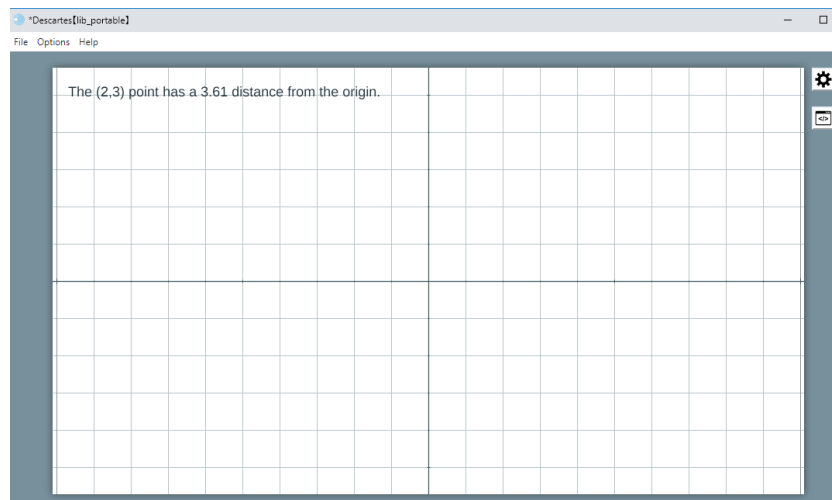 *Descartes【lib_portable】
File Options Help
The (2,3) point has a 3.61 distance from the origin.